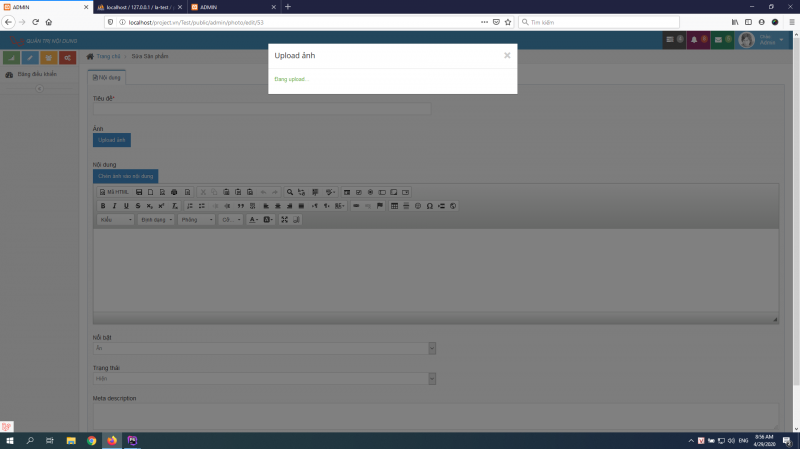 ADMIN
localhost / 127.0.0.1 / la-test /
ADMIN
localhost/project.vn/Test/public/admin/photo/edit/53
Tìm kiếm
QUẢN TRỊ NỘI DUNG
Admin
Bảng điều khiển
Trang chủ
Sửa Sản phẩm
Upload ảnh
Đang upload...
Nội dung
Tiêu đề*
Ảnh
Upload ảnh
Nội dung
Chèn ảnh vào nội dung
Mã HTML
Kiểu
Định dạng
Phông
Cỡ ...
Nổi bật
Ẩn
Trạng thái
Meta description
ENG
8:56 AM
4/29/2020